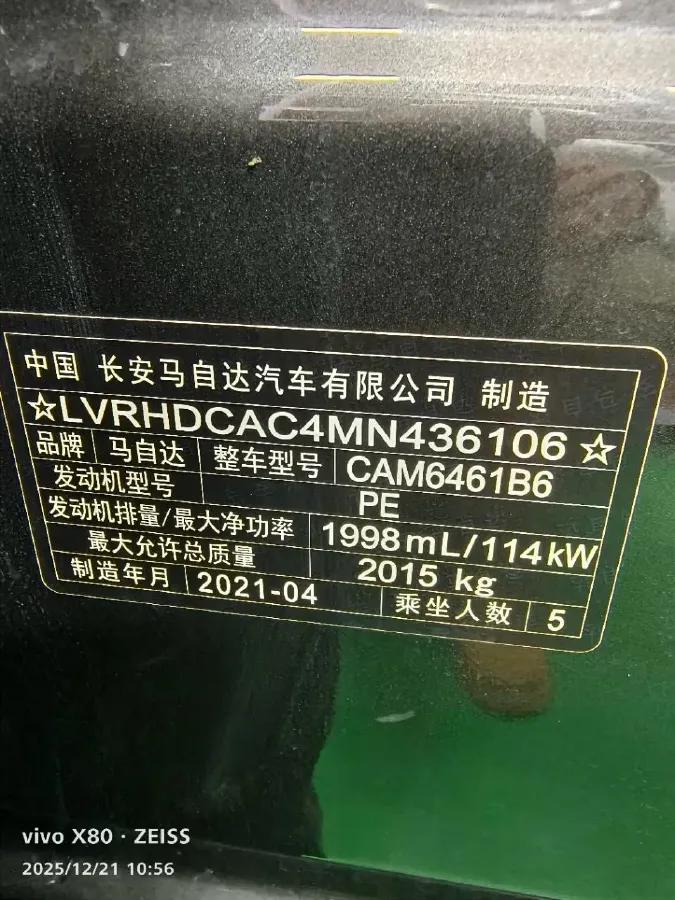 中国 长安马自达汽车有限公司 制造
☆LVRHDCAC4MN436106☆
品牌 马自达 整车型号 CAM6461B6
发动机型号 PE
发动机排量/最大净功率 1998mL/114kW
最大允许总质量 2015 kg
制造年月 2021-04 乘坐人数 5
vivo X80 · ZEISS
2025/12/21 10:56